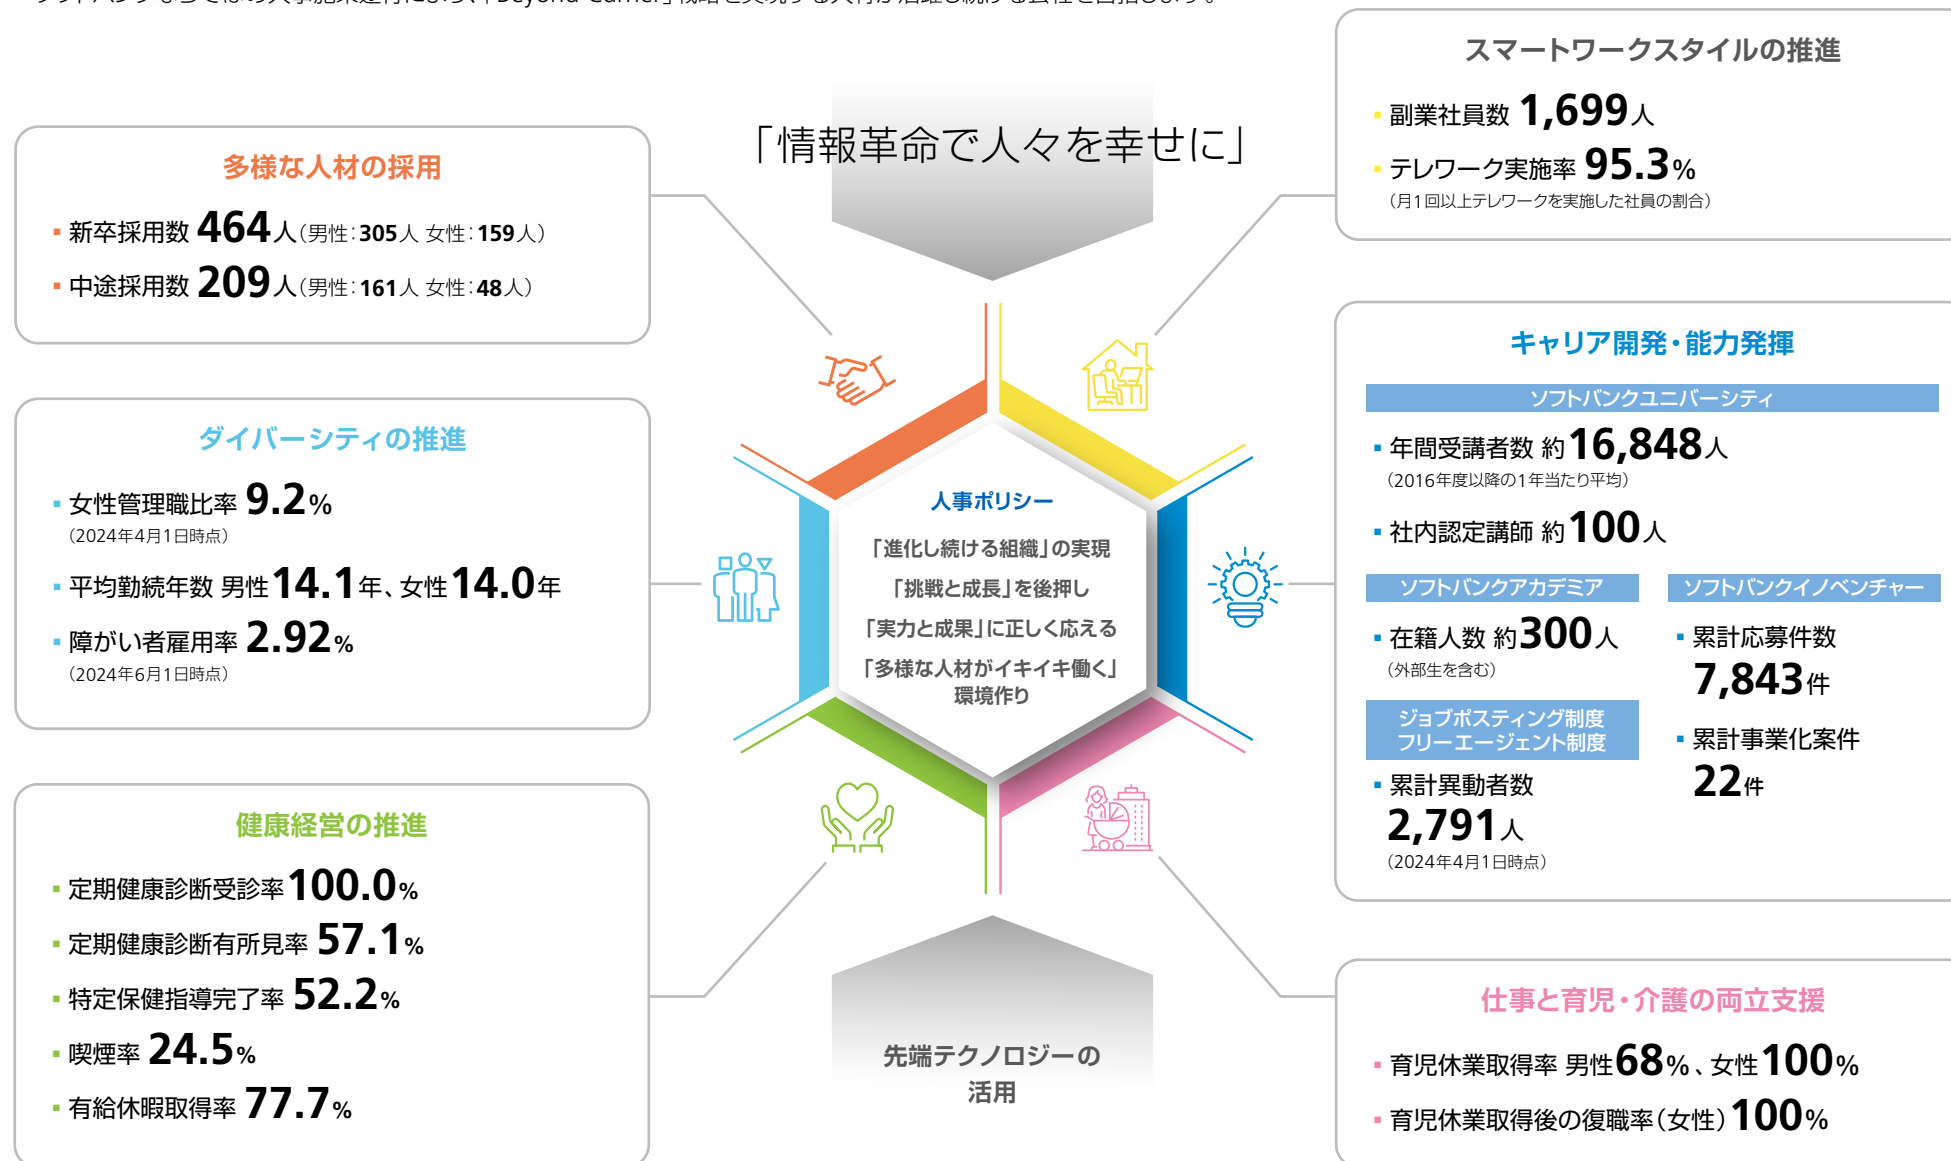 「情報革命で人々を幸せに」
多様な人材の採用
▪ 新卒採用数 464人（男性：305人 女性：159人）
▪ 中途採用数 209人（男性：161人 女性：48人）
ダイバーシティの推進
▪ 女性管理職比率 9.2%
（2024年4月1日時点）
▪ 平均勤続年数 男性14.1年、女性14.0年
▪ 障がい者雇用率 2.92%
（2024年6月1日時点）
健康経営の推進
▪ 定期健康診断受診率 100.0%
▪ 定期健康診断有所見率 57.1%
▪ 特定保健指導完了率 52.2%
▪ 喫煙率 24.5%
▪ 有給休暇取得率 77.7%
人事ポリシー
「進化し続ける組織」の実現
「挑戦と成長」を後押し
「実力と成果」に正しく応える
「多様な人材がイキイキ働く」
環境作り
先端テクノロジーの
活用
スマートワークスタイルの推進
▪ 副業社員数 1,699人
▪ テレワーク実施率 95.3%
（月1回以上テレワークを実施した社員の割合）
キャリア開発・能力発揮
ソフトバンクユニバーシティ
▪ 年間受講者数 約16,848人
（2016年度以降の1年当たり平均）
▪ 社内認定講師 約100人
ソフトバンクアカデミア
▪ 在籍人数 約300人
（外部生を含む）
ジョブポスティング制度
フリーエージェント制度
▪ 累計異動者数
2,791人
（2024年4月1日時点）
ソフトバンクイノベンチャー
▪ 累計応募件数
7,843件
▪ 累計事業化案件
22件
仕事と育児・介護の両立支援
▪ 育児休業取得率 男性68%、女性100%
▪ 育児休業取得後の復職率（女性）100%